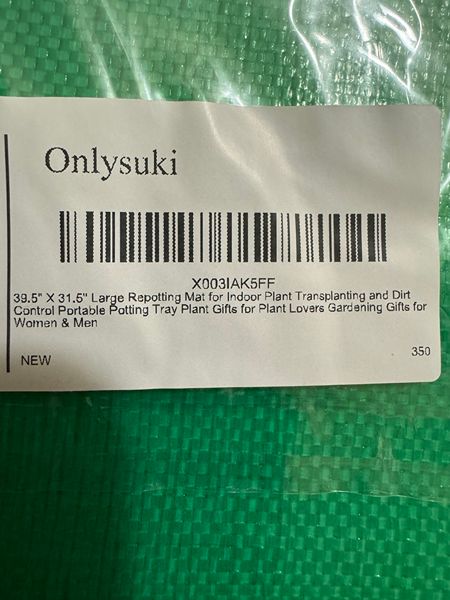 Onlysuki
X003IAK5FF
39.5" X 31.5" Large Repotting Mat for Indoor Plant Transplanting and Dirt
Control Portable Potting Tray Plant Gifts for Plant Lovers Gardening Gifts for
Women & Men
NEW
350